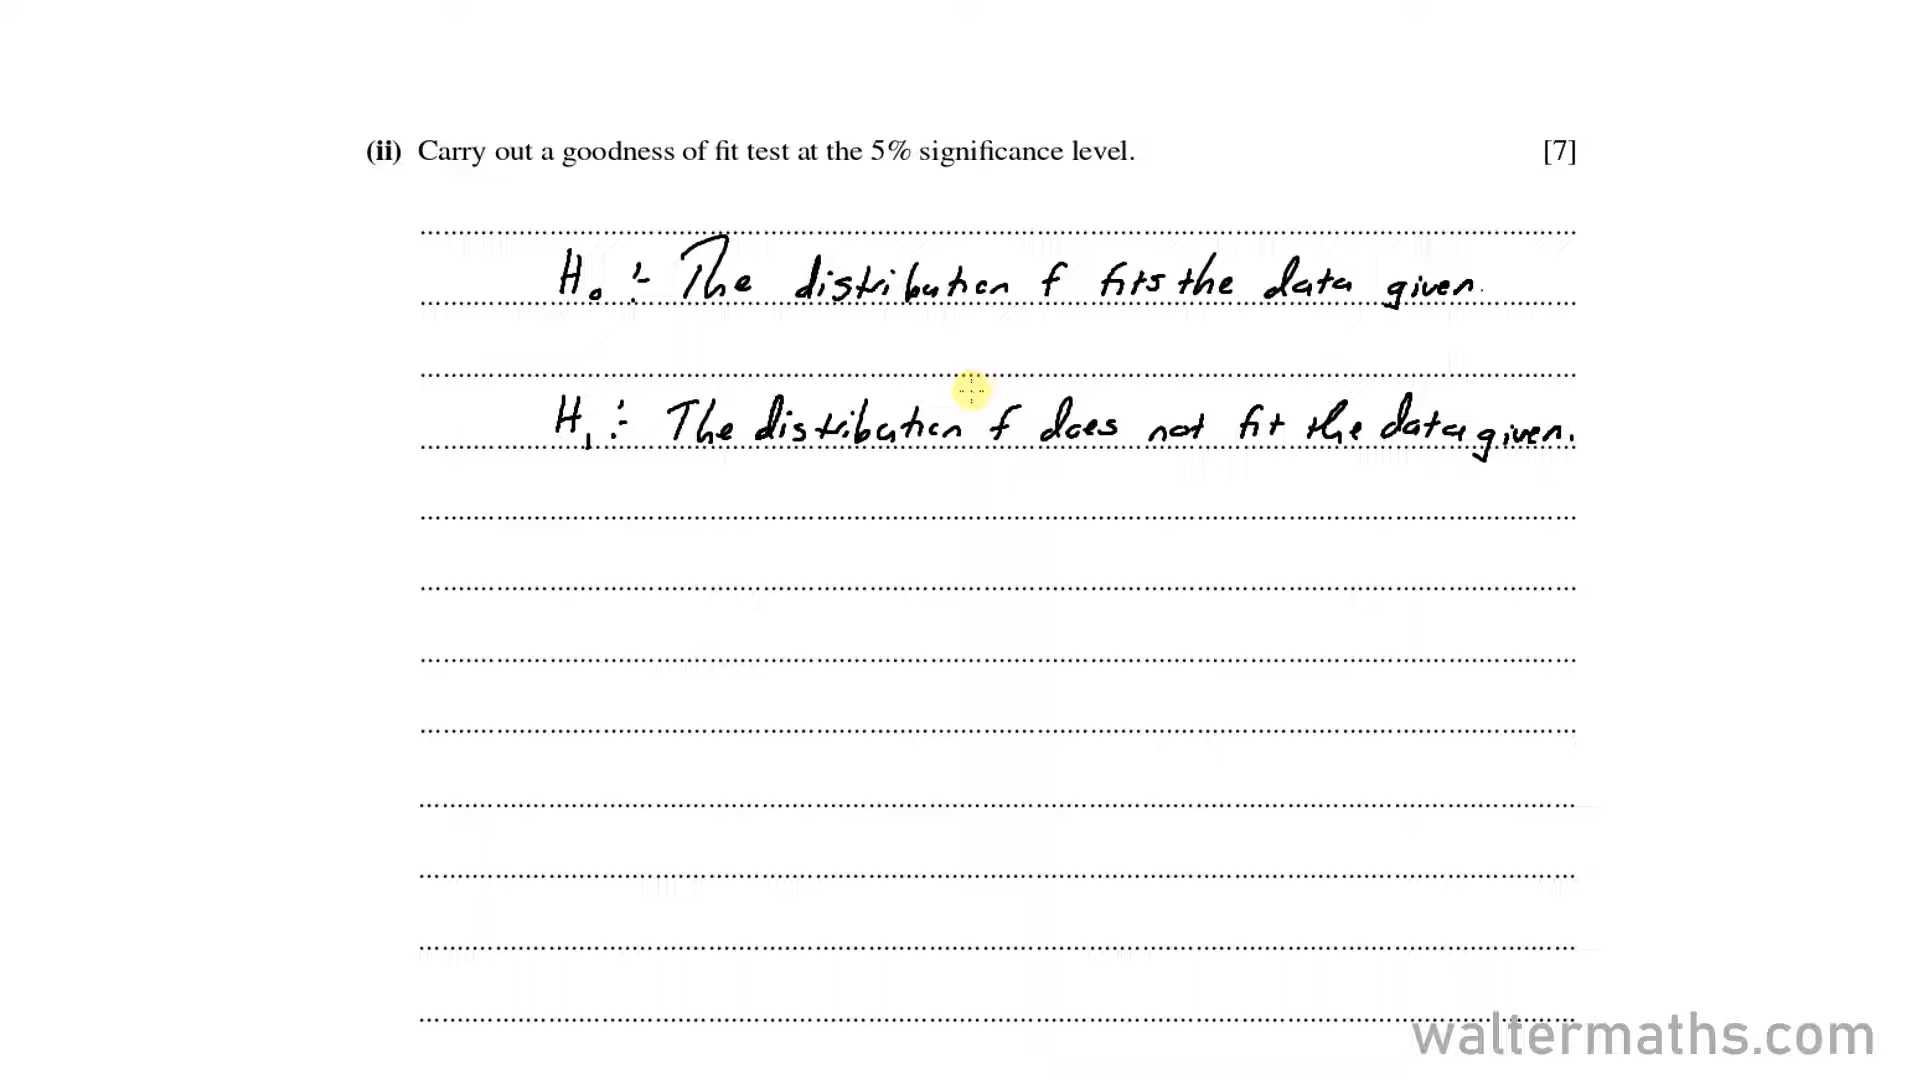 (ii) Carry out a goodness of fit test at the 5% significance level. [7]
H₀ :- The distribution f fits the data given.
H₁ :- The distribution f does not fit the data given.
waltermaths.com